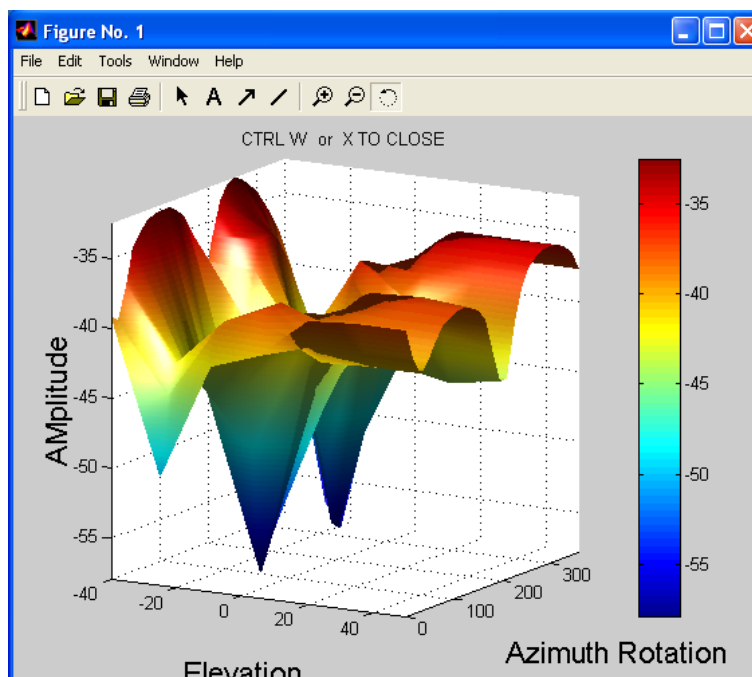 Figure No. 1
File Edit Tools Window Help
A
CTRL W or X TO CLOSE
-35
-40
-45
-50
-55
AMplitude
-40
-20
0
20
40
Elevation
0
100
200
300
Azimuth Rotation
-35
-40
-45
-50
-55